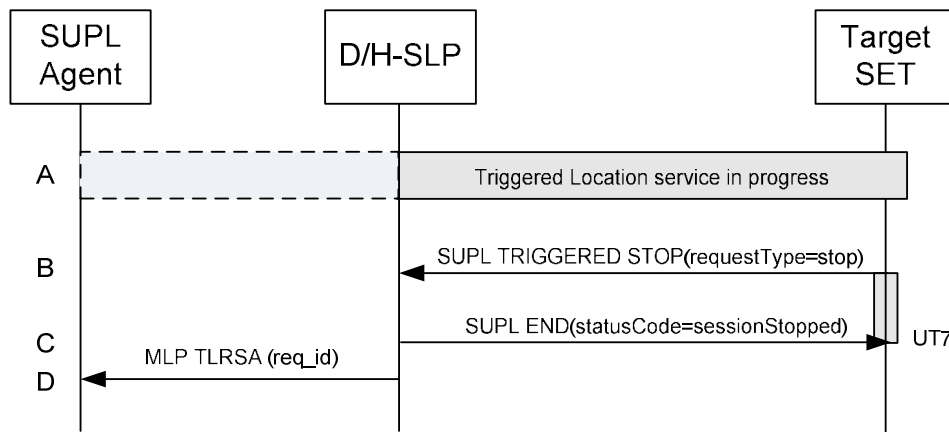 SUPL
Agent
D/H-SLP
Target
SET
A
Triggered Location service in progress
B
SUPL TRIGGERED STOP(requestType=stop)
C
SUPL END(statusCode=sessionStopped)
UT7
MLP TLRSA (req_id)
D